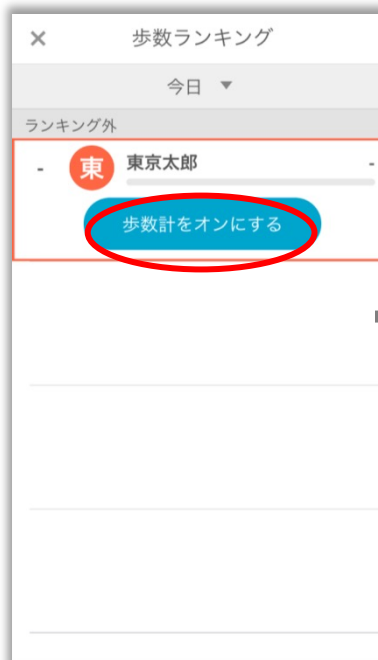 × 歩数ランキング
今日 ▼
ランキング外
- 東 東京太郎 -
歩数計をオンにする